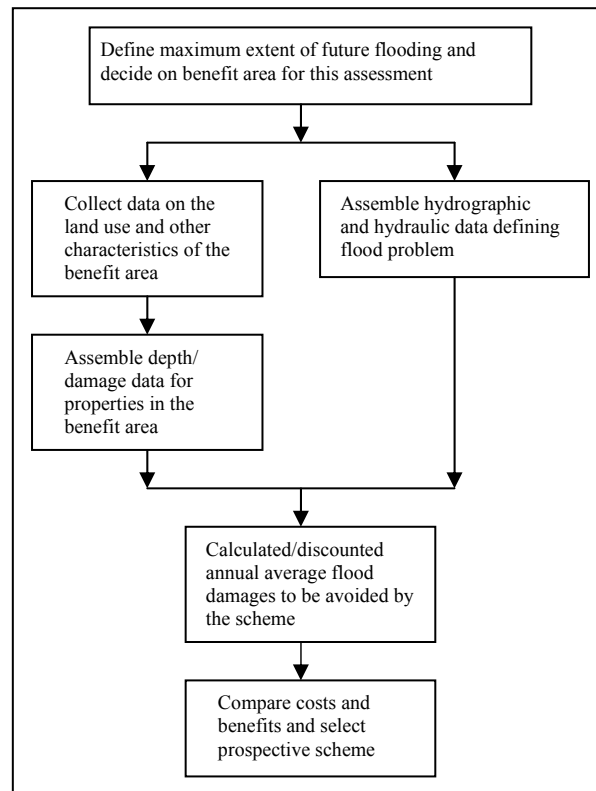 Define maximum extent of future flooding and
decide on benefit area for this assessment
Collect data on the
land use and other
characteristics of the
benefit area
Assemble hydrographic
and hydraulic data defining
flood problem
Assemble depth/
damage data for
properties in the
benefit area
Calculated/discounted
annual average flood
damages to be avoided by
the scheme
Compare costs and
benefits and select
prospective scheme